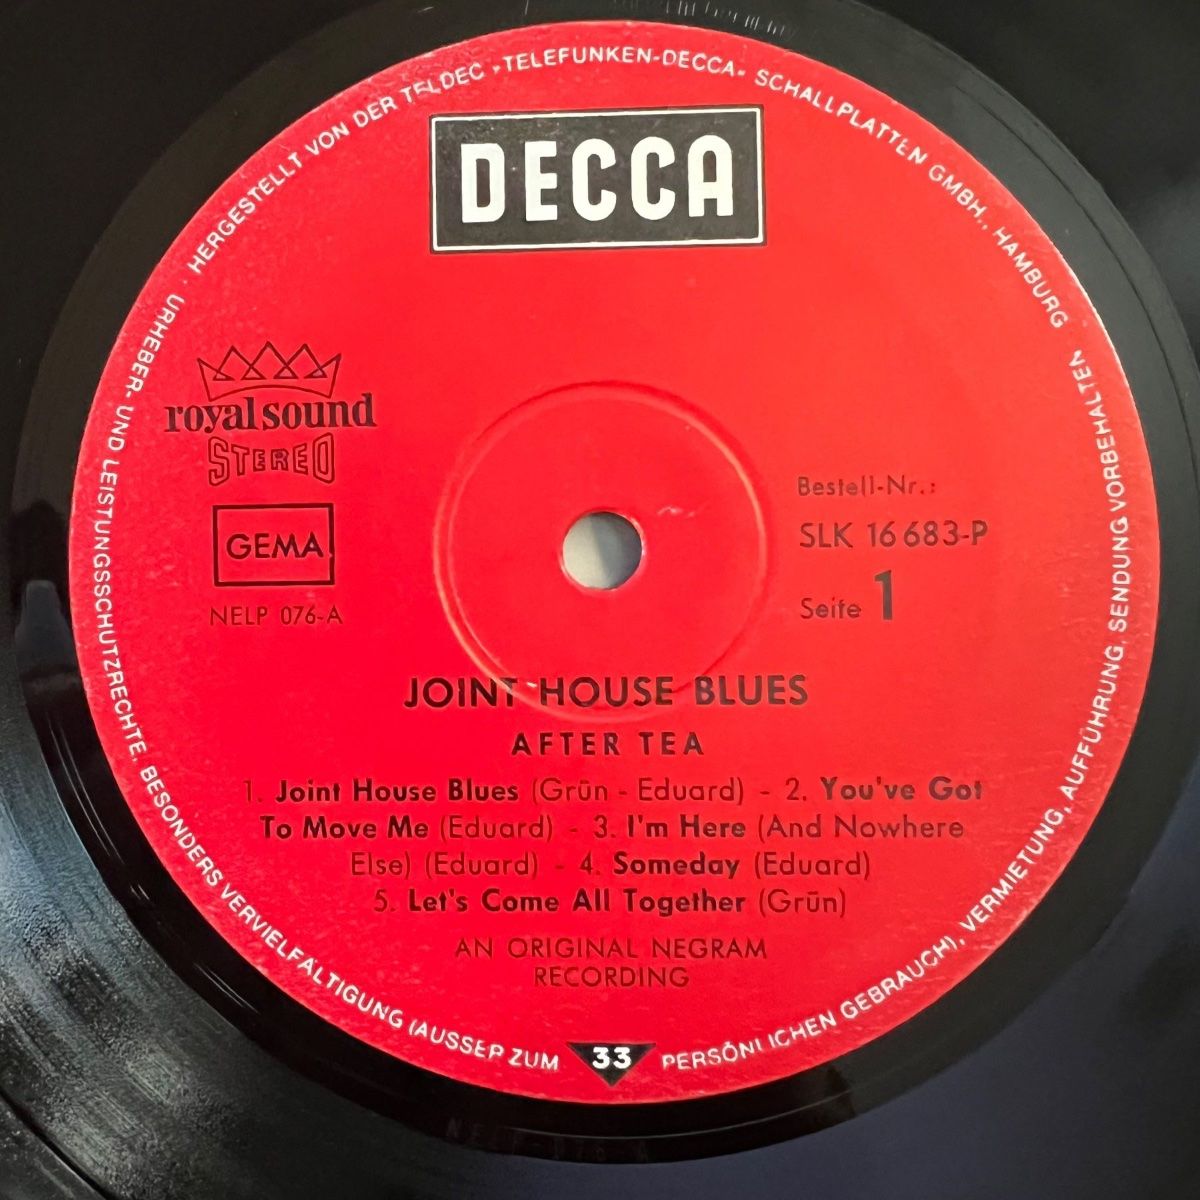 HERGESTELLT VON DER TELDEC »TELEFUNKEN-DECCA« SCHALLPLATTEN GMBH., HAMBURG ·
URHEBER- UND LEISTUNGSSCHUTZRECHTE, BESONDERS VERVIELFÄLTIGUNG (AUSSER ZUM PERSÖNLICHEN GEBRAUCH), VERMIETUNG, AUFFÜHRUNG, SENDUNG VORBEHALTEN ·
DECCA
royal sound
STEREO
GEMA
NELP 076-A
Bestell-Nr.:
SLK 16 683-P
Seite 1
JOINT HOUSE BLUES
AFTER TEA
1. Joint House Blues (Grūn - Eduard) - 2. You've Got
To Move Me (Eduard) - 3. I'm Here (And Nowhere
Else) (Eduard) - 4. Someday (Eduard)
5. Let's Come All Together (Grūn)
AN ORIGINAL NEGRAM
RECORDING
33